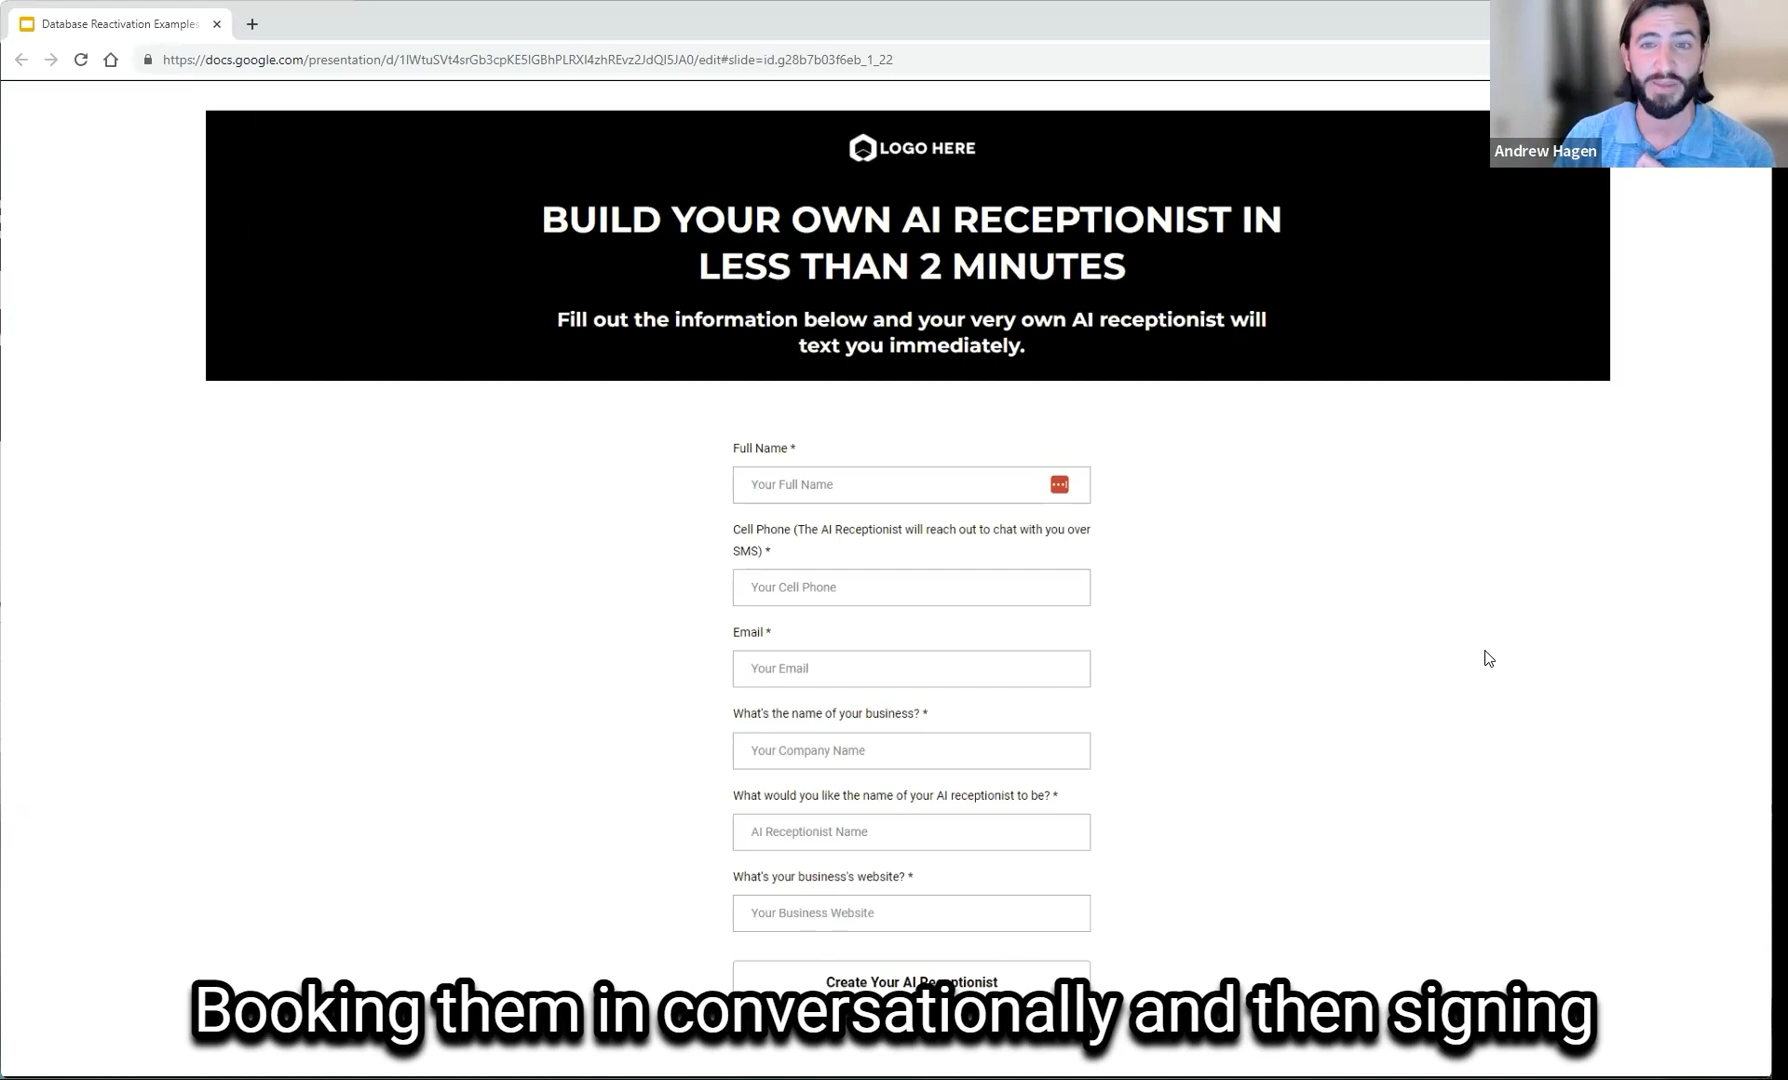 Database Reactivation Examples
https://docs.google.com/presentation/d/1lWtuSVt4srGb3cpKE5lGBhPLRXl4zhREvz2JdQl5JA0/edit#slide=id.g28b7b03f6eb_1_22
Andrew Hagen
LOGO HERE
BUILD YOUR OWN AI RECEPTIONIST IN
LESS THAN 2 MINUTES
Fill out the information below and your very own AI receptionist will
text you immediately.
Full Name *
Your Full Name
Cell Phone (The AI Receptionist will reach out to chat with you over
SMS) *
Your Cell Phone
Email *
Your Email
What's the name of your business? *
Your Company Name
What would you like the name of your AI receptionist to be? *
AI Receptionist Name
What's your business's website? *
Your Business Website
Create Your AI Receptionist
Booking them in conversationally and then signing